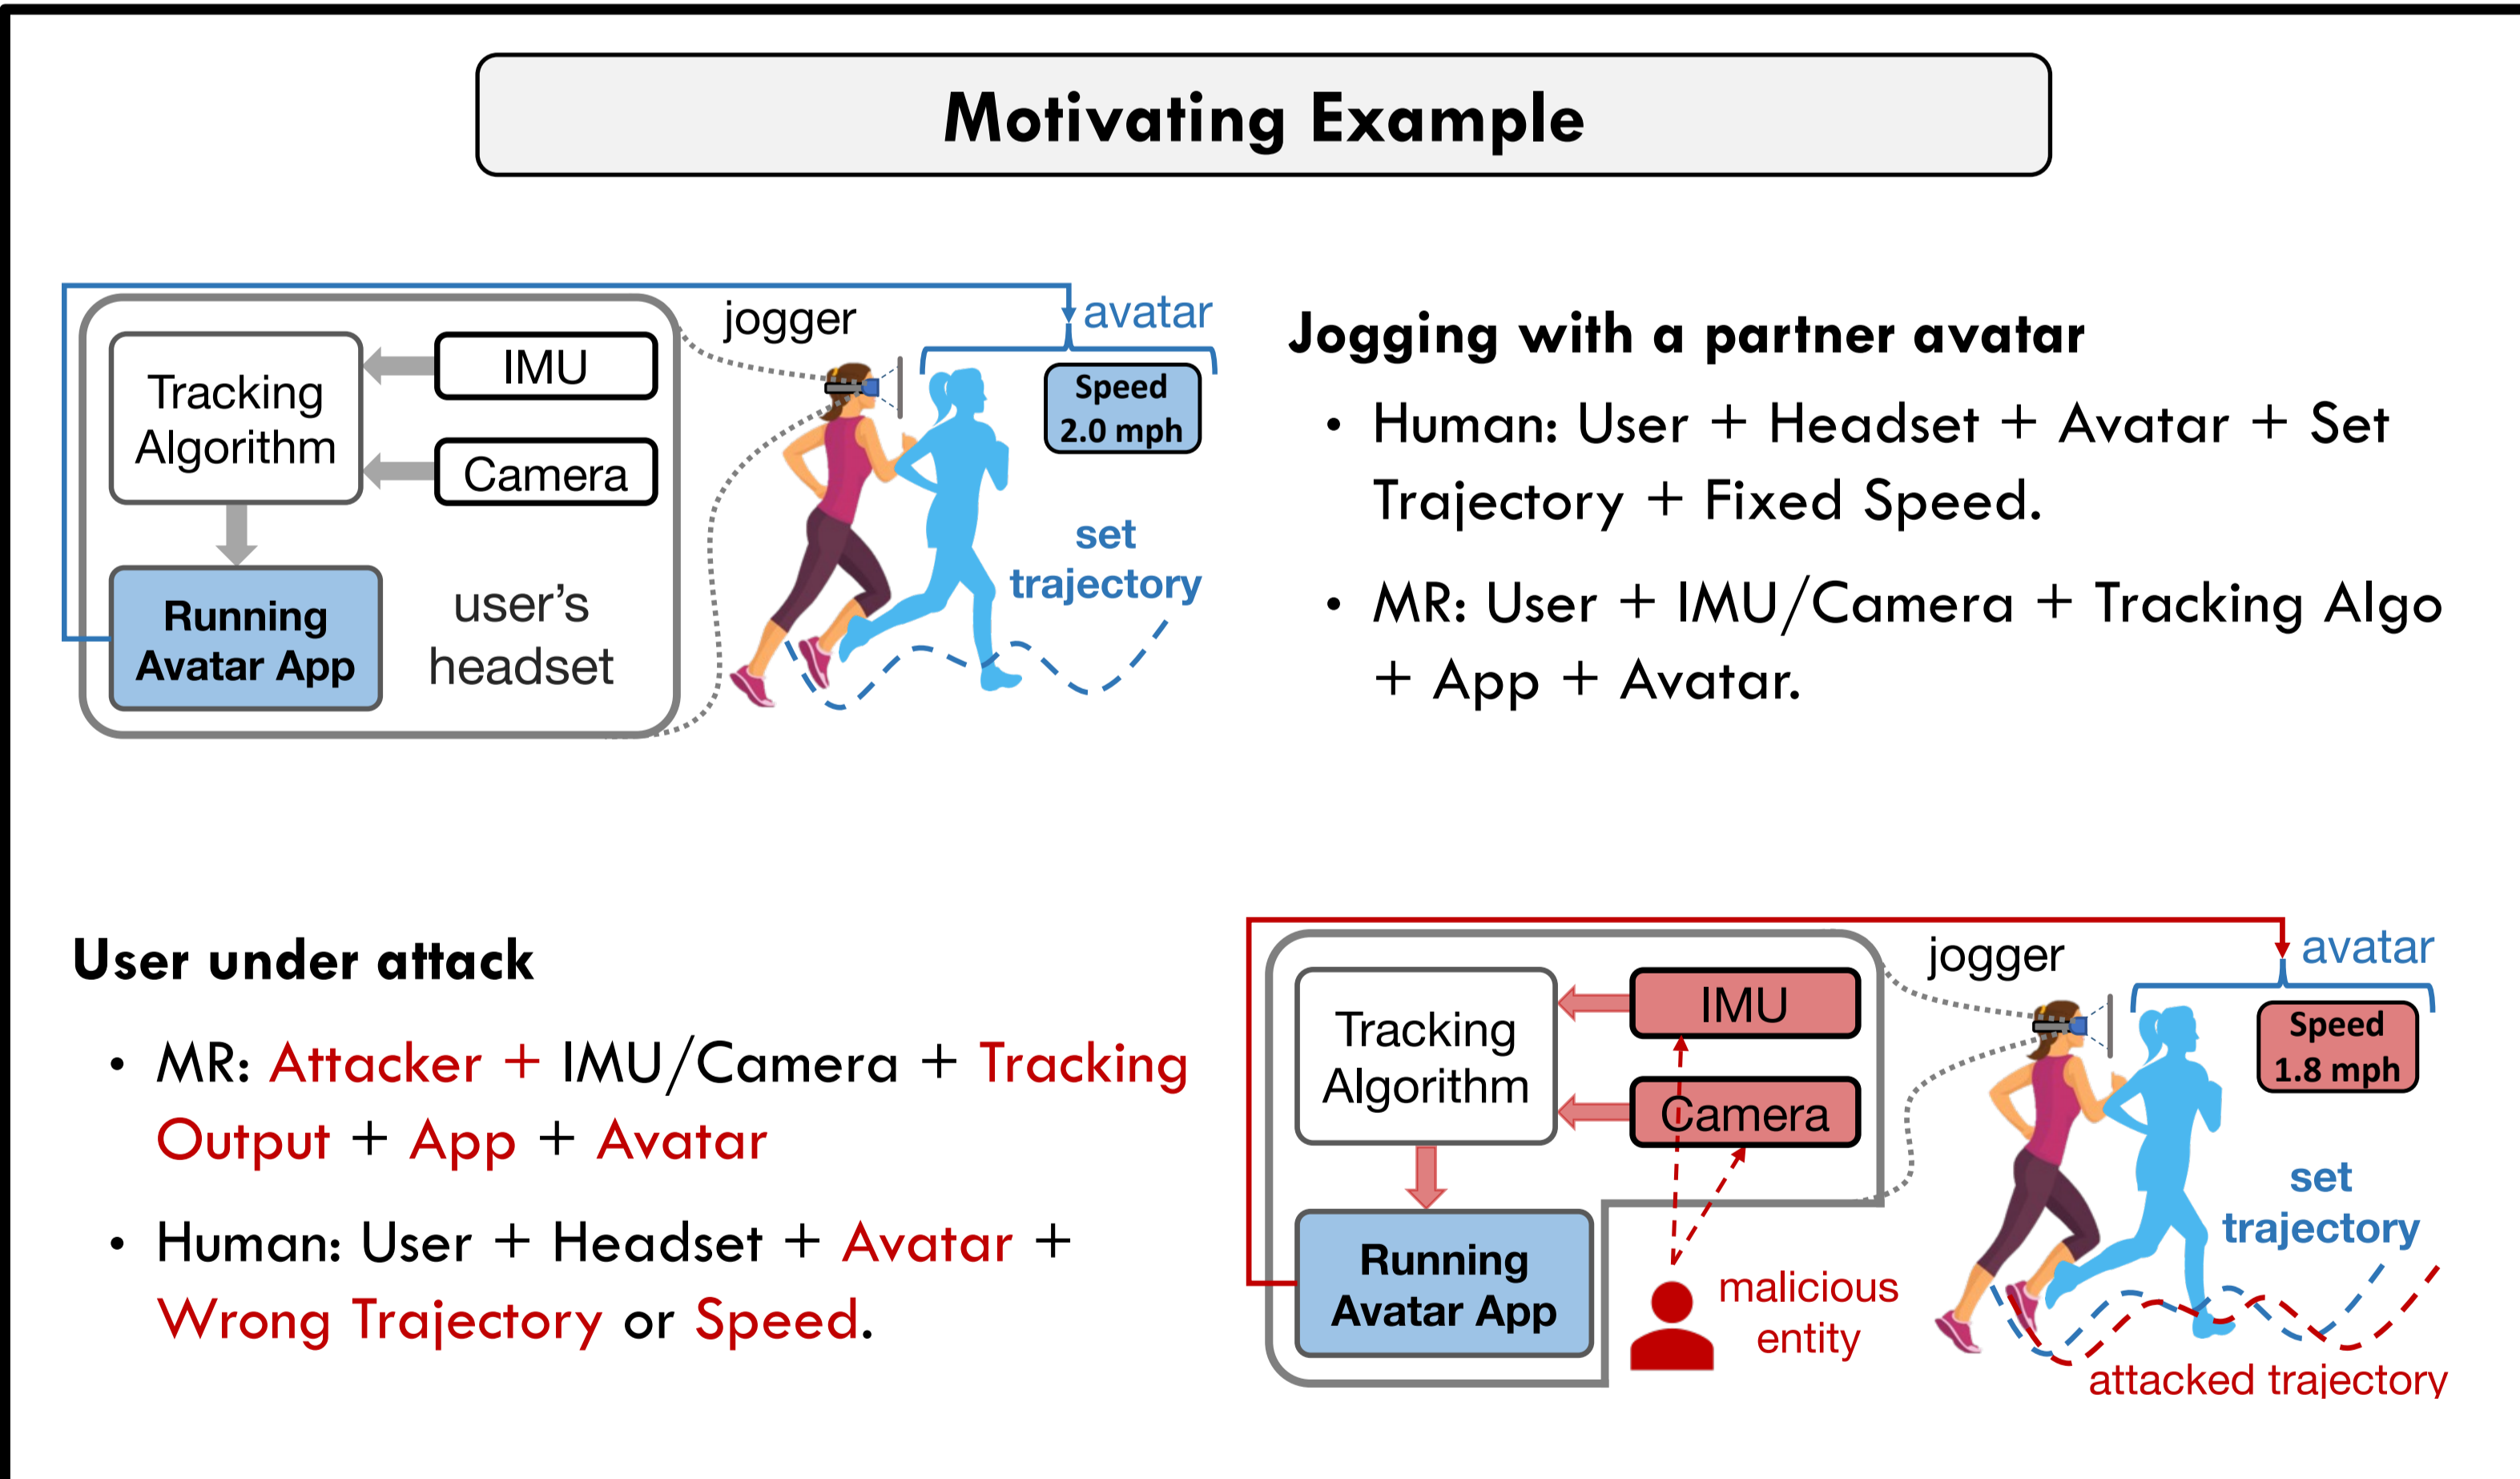 Motivating Example
Tracking
Algorithm
IMU
Camera
Running
Avatar App
user's
headset
jogger
avatar
Speed
2.0 mph
set
trajectory
Jogging with a partner avatar
• Human: User + Headset + Avatar + Set
Trajectory + Fixed Speed.
• MR: User + IMU/Camera + Tracking Algo
+ App + Avatar.
User under attack
• MR: Attacker + IMU/Camera + Tracking
Output + App + Avatar
• Human: User + Headset + Avatar +
Wrong Trajectory or Speed.
Tracking
Algorithm
IMU
Camera
Running
Avatar App
malicious
entity
jogger
avatar
Speed
1.8 mph
set
trajectory
attacked trajectory